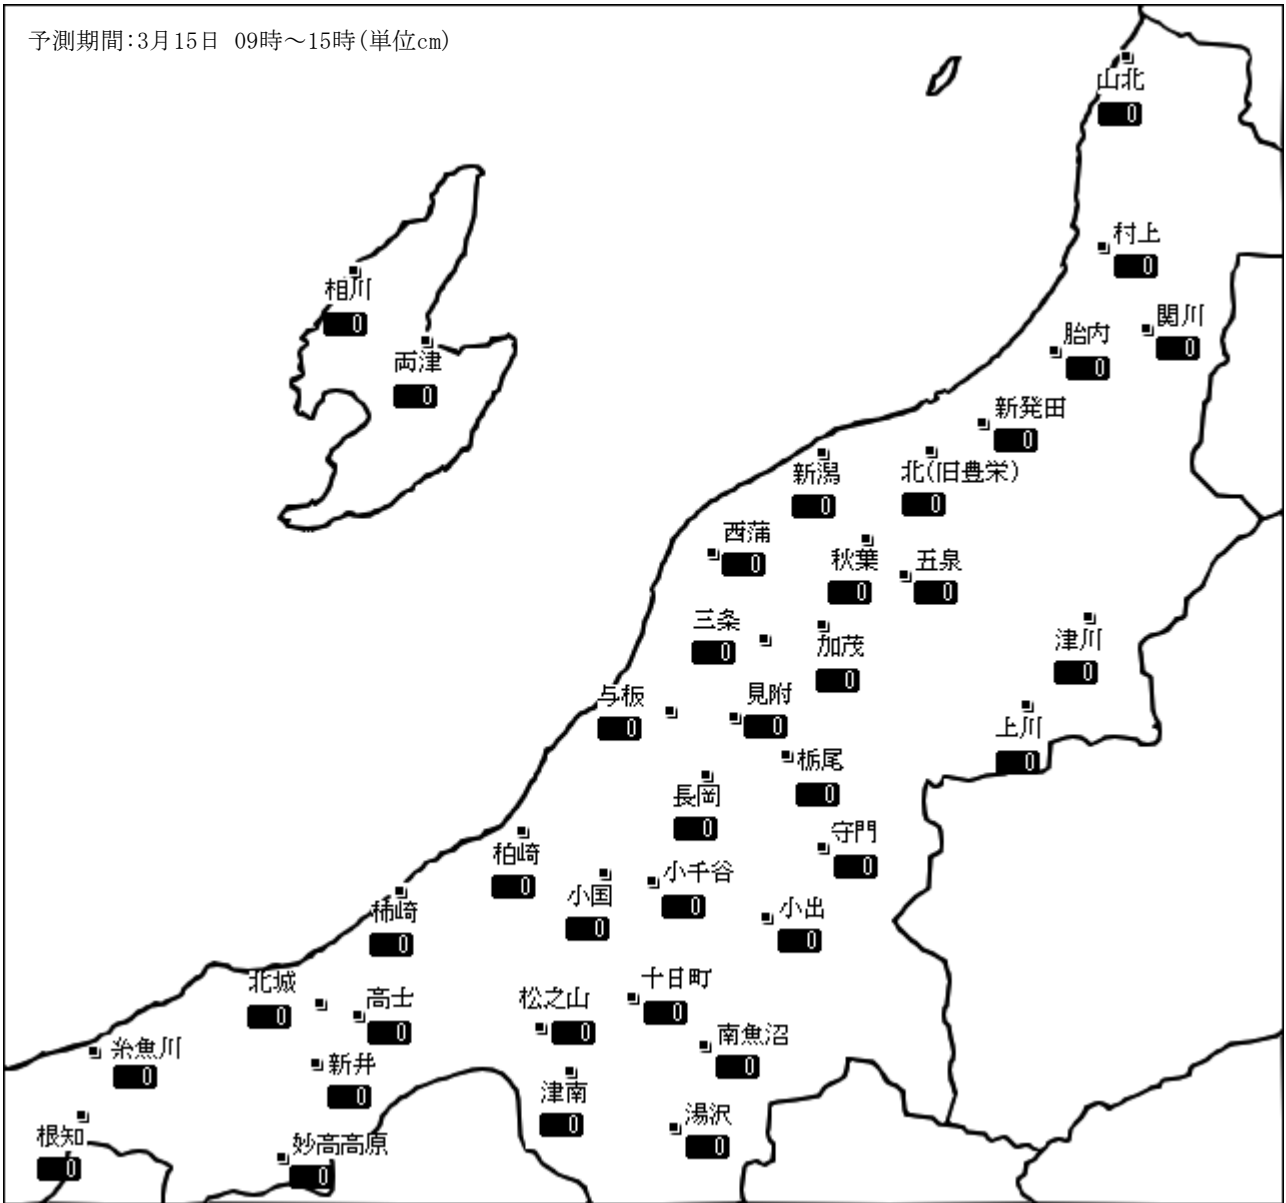 予測期間:3月15日 09時～15時(単位cm)
山北
0
村上
0
相川
0
関川
0
胎内
0
両津
0
新発田
0
新潟
0
北(旧豊栄)
0
西蒲
0
秋葉
0
五泉
0
三条
0
加茂
0
津川
0
与板
0
見附
0
上川
0
栃尾
0
長岡
0
守門
0
柏崎
0
小千谷
0
小国
0
柿崎
0
小出
0
北城
0
高士
0
松之山
0
十日町
0
南魚沼
0
糸魚川
0
新井
0
津南
0
湯沢
0
根知
0
妙高高原
0